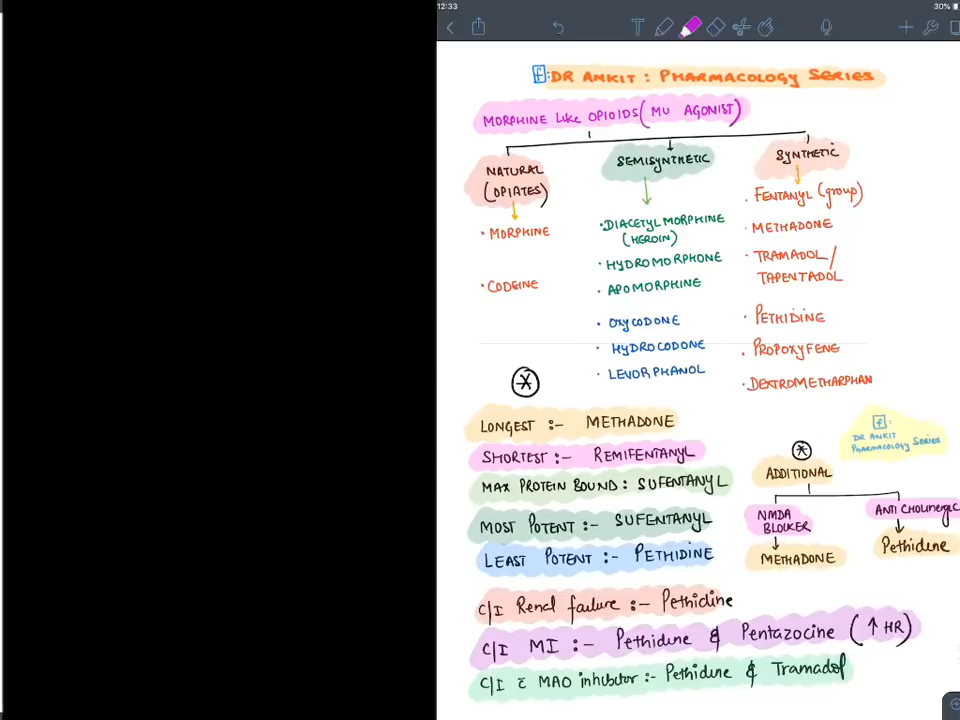 12:33
30%
T
f : DR ANKIT : PHARMACOLOGY SERIES
MORPHINE Like OPIOIDS (MU AGONIST)
NATURAL
(OPIATES)
• MORPHINE
• CODEINE
SEMISYNTHETIC
• DIACETYLMORPHINE
(HEROIN)
• HYDROMORPHONE
• APOMORPHINE
• OXYCODONE
• HYDROCODONE
• LEVORPHANOL
SYNTHETIC
• FENTANYL (group)
• METHADONE
• TRAMADOL/
TAPENTADOL
• PETHIDINE
• PROPOXYFENE
• DEXTROMETHARPHAN
LONGEST :- METHADONE
SHORTEST :- REMIFENTANYL
MAX PROTEIN BOUND : SUFENTANYL
MOST POTENT :- SUFENTANYL
LEAST POTENT :- PETHIDINE
f :
DR ANKIT
PHARMACOLOGY SERIES
ADDITIONAL
NMDA
BLOCKER
METHADONE
ANTI CHOLINERGIC
Pethidine
C/I Renal failure :- Pethidine
C/I MI :- Pethidine & Pentazocine (↑ HR)
C/I c̄ MAO inhibitor :- Pethidine & Tramadol